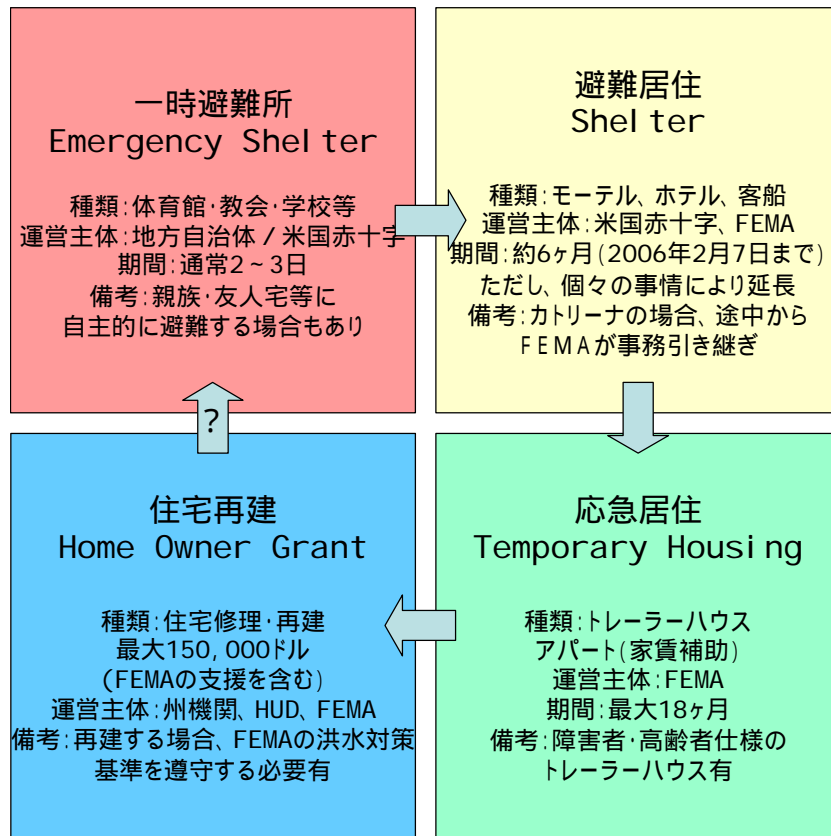 一時避難所
Emergency Shelter
種類：体育館・教会・学校等
運営主体：地方自治体／米国赤十字
期間：通常2～3日
備考：親族・友人宅等に
自主的に避難する場合もあり
避難居住
Shelter
種類：モーテル、ホテル、客船
運営主体：米国赤十字、FEMA
期間：約6ヶ月(2006年2月7日まで)
ただし、個々の事情により延長
備考：カトリーナの場合、途中から
ＦＥＭＡが事務引き継ぎ
?
住宅再建
Home Owner Grant
種類：住宅修理・再建
最大150,000ドル
(FEMAの支援を含む)
運営主体：州機関、HUD、FEMA
備考：再建する場合、FEMAの洪水対策
基準を遵守する必要有
応急居住
Temporary Housing
種類：トレーラーハウス
アパート(家賃補助)
運営主体：FEMA
期間：最大18ヶ月
備考：障害者・高齢者仕様の
トレーラーハウス有